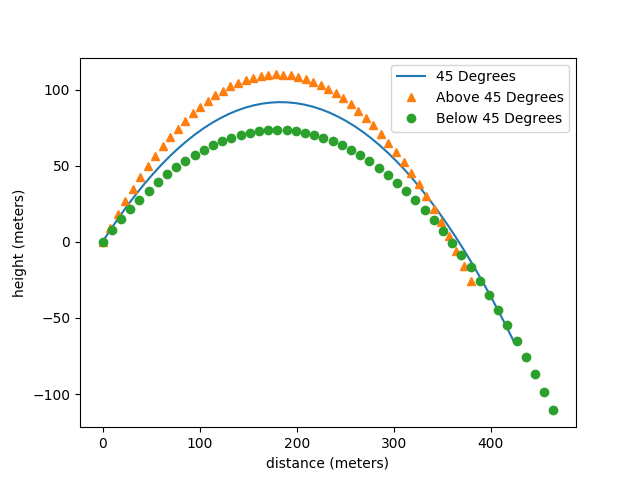 45 Degrees
Above 45 Degrees
Below 45 Degrees
100
50
0
−50
−100
height (meters)
0
100
200
300
400
distance (meters)